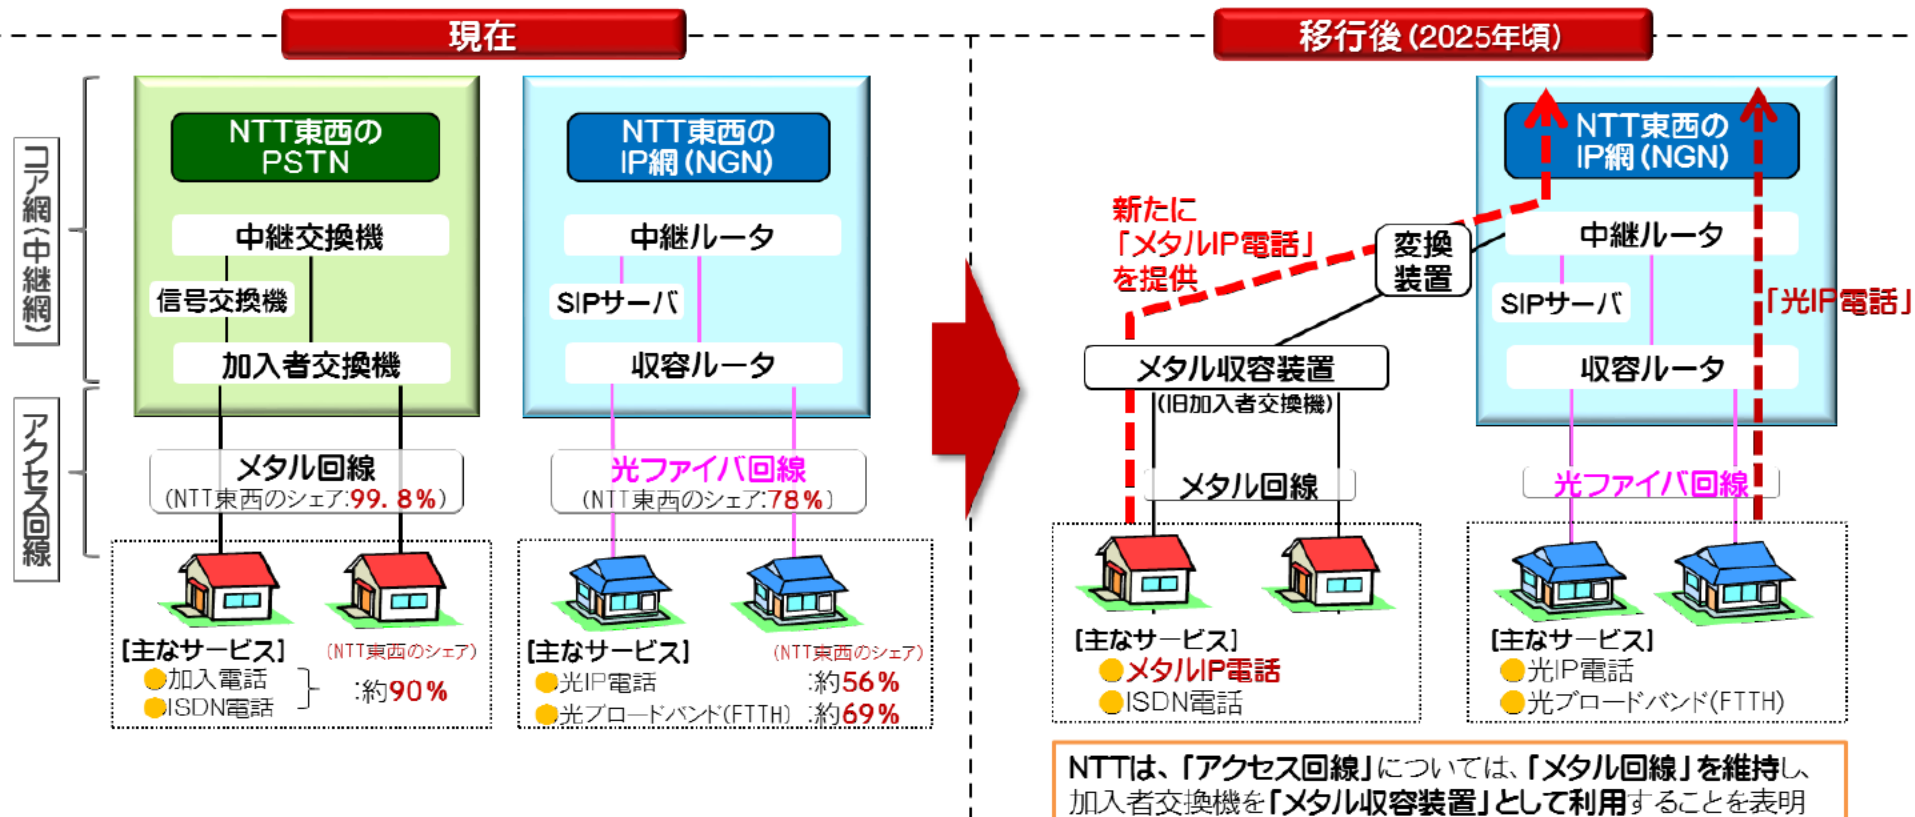 現在
移行後(2025年頃)
コア網(中継網)
アクセス回線
NTT東西の
PSTN
中継交換機
信号交換機
加入者交換機
メタル回線
(NTT東西のシェア:99.8%)
[主なサービス]
(NTT東西のシェア)
●加入電話
●ISDN電話
:約90%
NTT東西の
IP網(NGN)
中継ルータ
SIPサーバ
収容ルータ
光ファイバ回線
(NTT東西のシェア:78%)
[主なサービス]
(NTT東西のシェア)
●光IP電話 :約56%
●光ブロードバンド(FTTH) :約69%
新たに
「メタルIP電話」
を提供
変換
装置
メタル収容装置
(旧加入者交換機)
メタル回線
[主なサービス]
●メタルIP電話
●ISDN電話
NTT東西の
IP網(NGN)
中継ルータ
SIPサーバ
「光IP電話」
収容ルータ
光ファイバ回線
[主なサービス]
●光IP電話
●光ブロードバンド(FTTH)
NTTは、「アクセス回線」については、「メタル回線」を維持し、
加入者交換機を「メタル収容装置」として利用することを表明